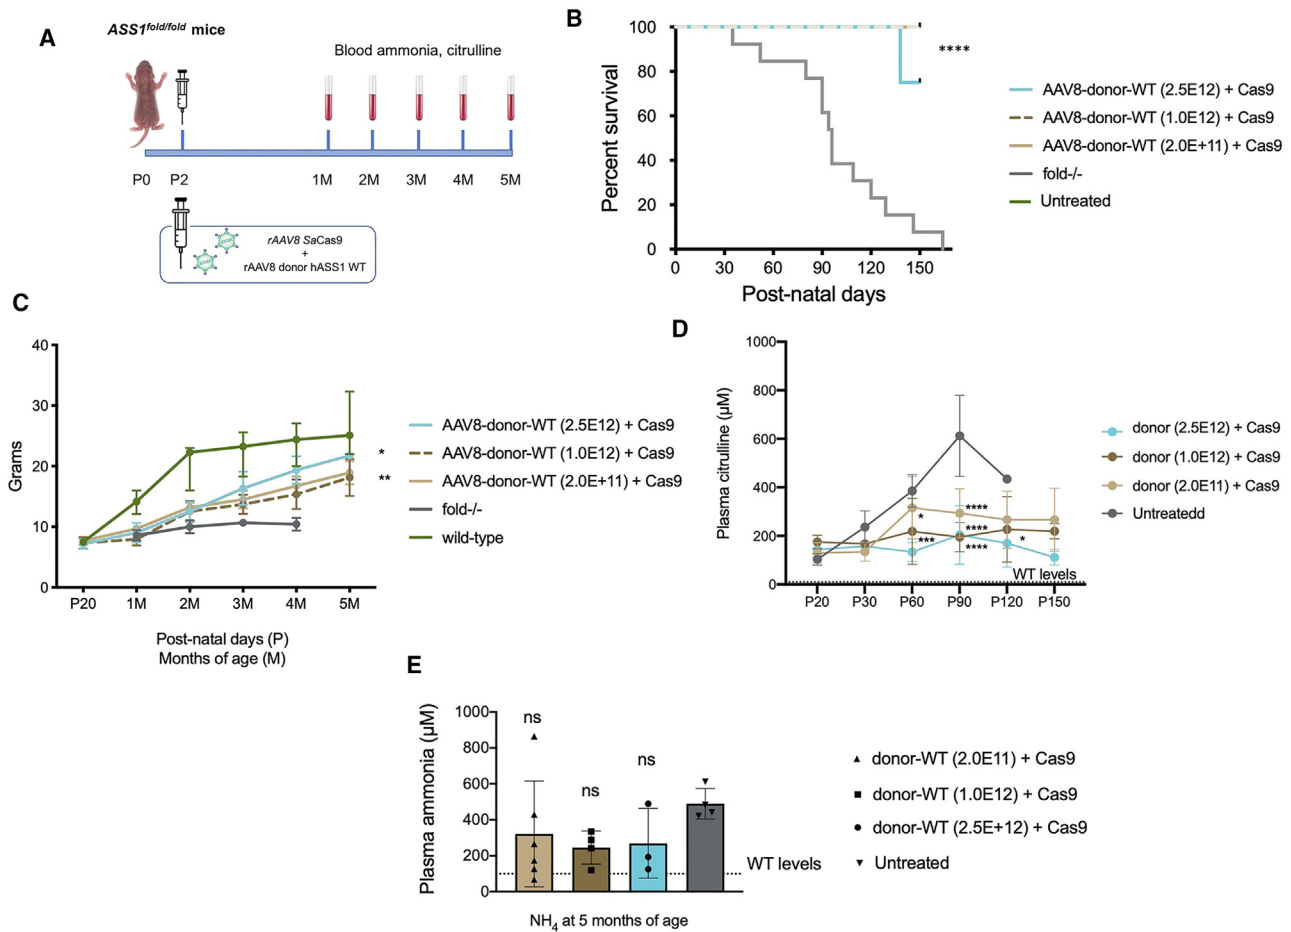 A
ASS1fold/fold mice
Blood ammonia, citrulline
P0
P2
1M
2M
3M
4M
5M
rAAV8 SaCas9
+
rAAV8 donor hASS1 WT
B
Percent survival
100
80
60
40
20
0
0
30
60
90
120
150
Post-natal days
****
AAV8-donor-WT (2.5E12) + Cas9
AAV8-donor-WT (1.0E12) + Cas9
AAV8-donor-WT (2.0E+11) + Cas9
fold-/-
Untreated
C
Grams
40
30
20
10
0
P20
1M
2M
3M
4M
5M
Post-natal days (P)
Months of age (M)
*
**
AAV8-donor-WT (2.5E12) + Cas9
AAV8-donor-WT (1.0E12) + Cas9
AAV8-donor-WT (2.0E+11) + Cas9
fold-/-
wild-type
D
Plasma citrulline (µM)
1000
800
600
400
200
0
P20
P30
P60
P90
P120
P150
*
***
****
****
****
*
WT levels
donor (2.5E12) + Cas9
donor (1.0E12) + Cas9
donor (2.0E11) + Cas9
Untreatedd
E
Plasma ammonia (µM)
1000
800
600
400
200
0
ns
ns
ns
WT levels
NH4 at 5 months of age
donor-WT (2.0E11) + Cas9
donor-WT (1.0E12) + Cas9
donor-WT (2.5E+12) + Cas9
Untreated